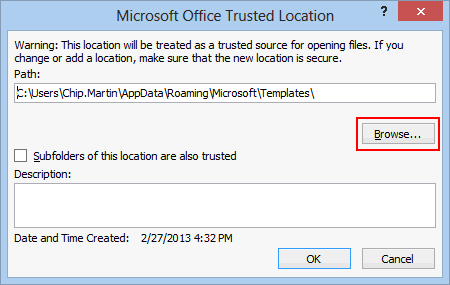 Microsoft Office Trusted Location
? x
Warning: This location will be treated as a trusted source for opening files. If you
change or add a location, make sure that the new location is secure.
Path:
C:\Users\Chip.Martin\AppData\Roaming\Microsoft\Templates\
Browse...
Subfolders of this location are also trusted
Description:
Date and Time Created: 2/27/2013 4:32 PM
OK Cancel